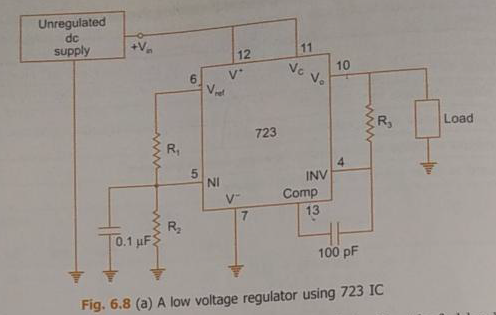 Unregulated
dc
supply
+Vin
12
11
V+
VC
Vo
10
6
Vref
723
R1
R3
Load
5
NI
INV
4
V-
Comp
7
13
R2
0.1 μF
100 pF
Fig. 6.8 (a) A low voltage regulator using 723 IC